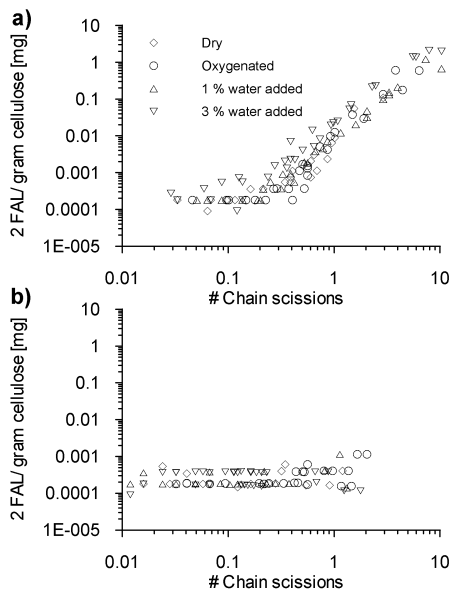 a)
2 FAL/ gram cellulose [mg]
10
1
0.1
0.01
0.001
0.0001
1E-005
Dry
Oxygenated
1 % water added
3 % water added
0.01 0.1 1 10
# Chain scissions
b)
2 FAL/ gram cellulose [mg]
10
1
0.1
0.01
0.001
0.0001
1E-005
0.01 0.1 1 10
# Chain scissions